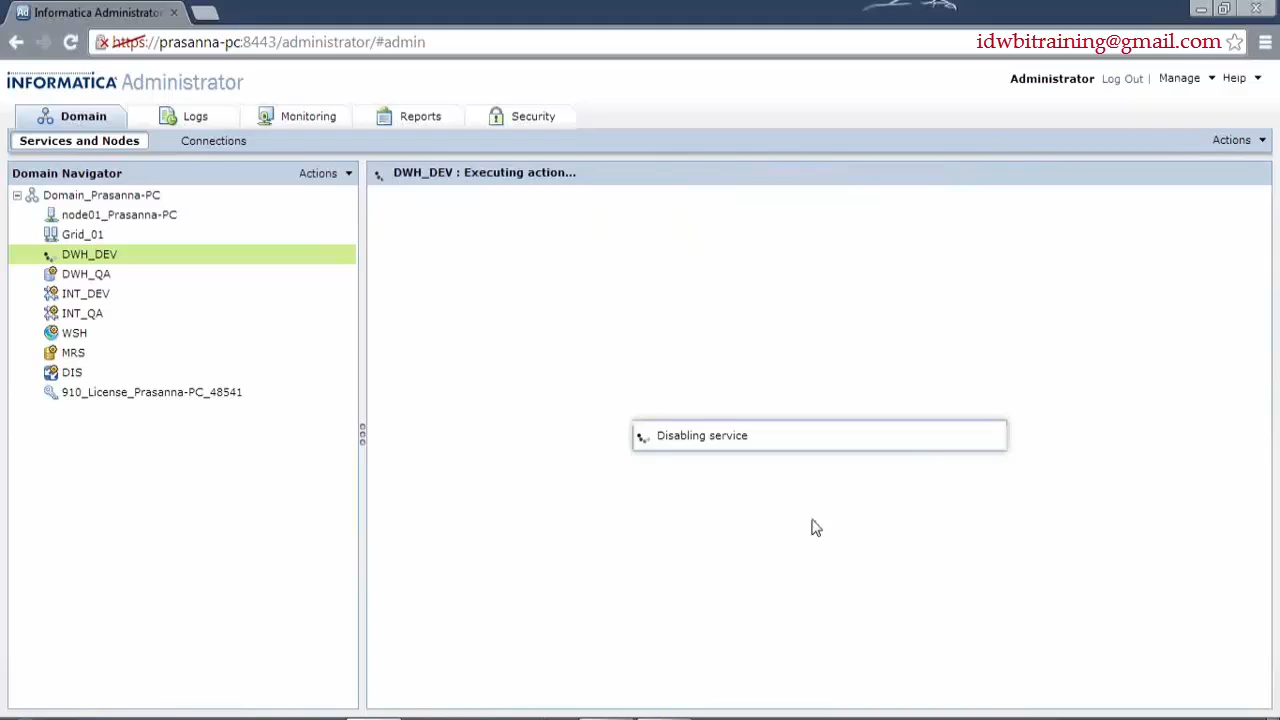 Informatica Administrator
https://prasanna-pc:8443/administrator/#admin
idwbitraining@gmail.com
INFORMATICA Administrator
Administrator Log Out | Manage Help
Domain Logs Monitoring Reports Security
Services and Nodes Connections Actions
Domain Navigator Actions
DWH_DEV : Executing action...
Domain_Prasanna-PC
node01_Prasanna-PC
Grid_01
DWH_DEV
DWH_QA
INT_DEV
INT_QA
WSH
MRS
DIS
910_License_Prasanna-PC_48541
Disabling service